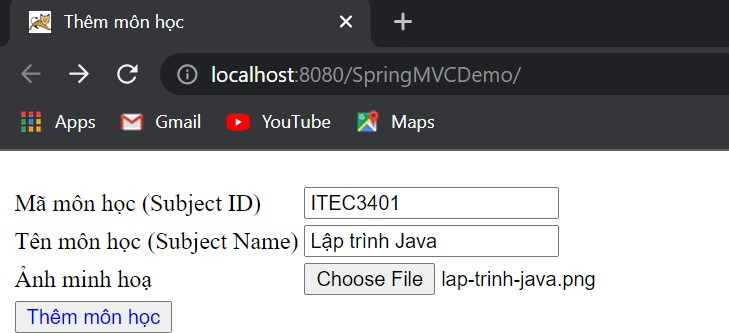 Thêm môn học
localhost:8080/SpringMVCDemo/
Apps Gmail YouTube Maps
Mã môn học (Subject ID) ITEC3401
Tên môn học (Subject Name) Lập trình Java
Ảnh minh hoạ Choose File lap-trinh-java.png
Thêm môn học